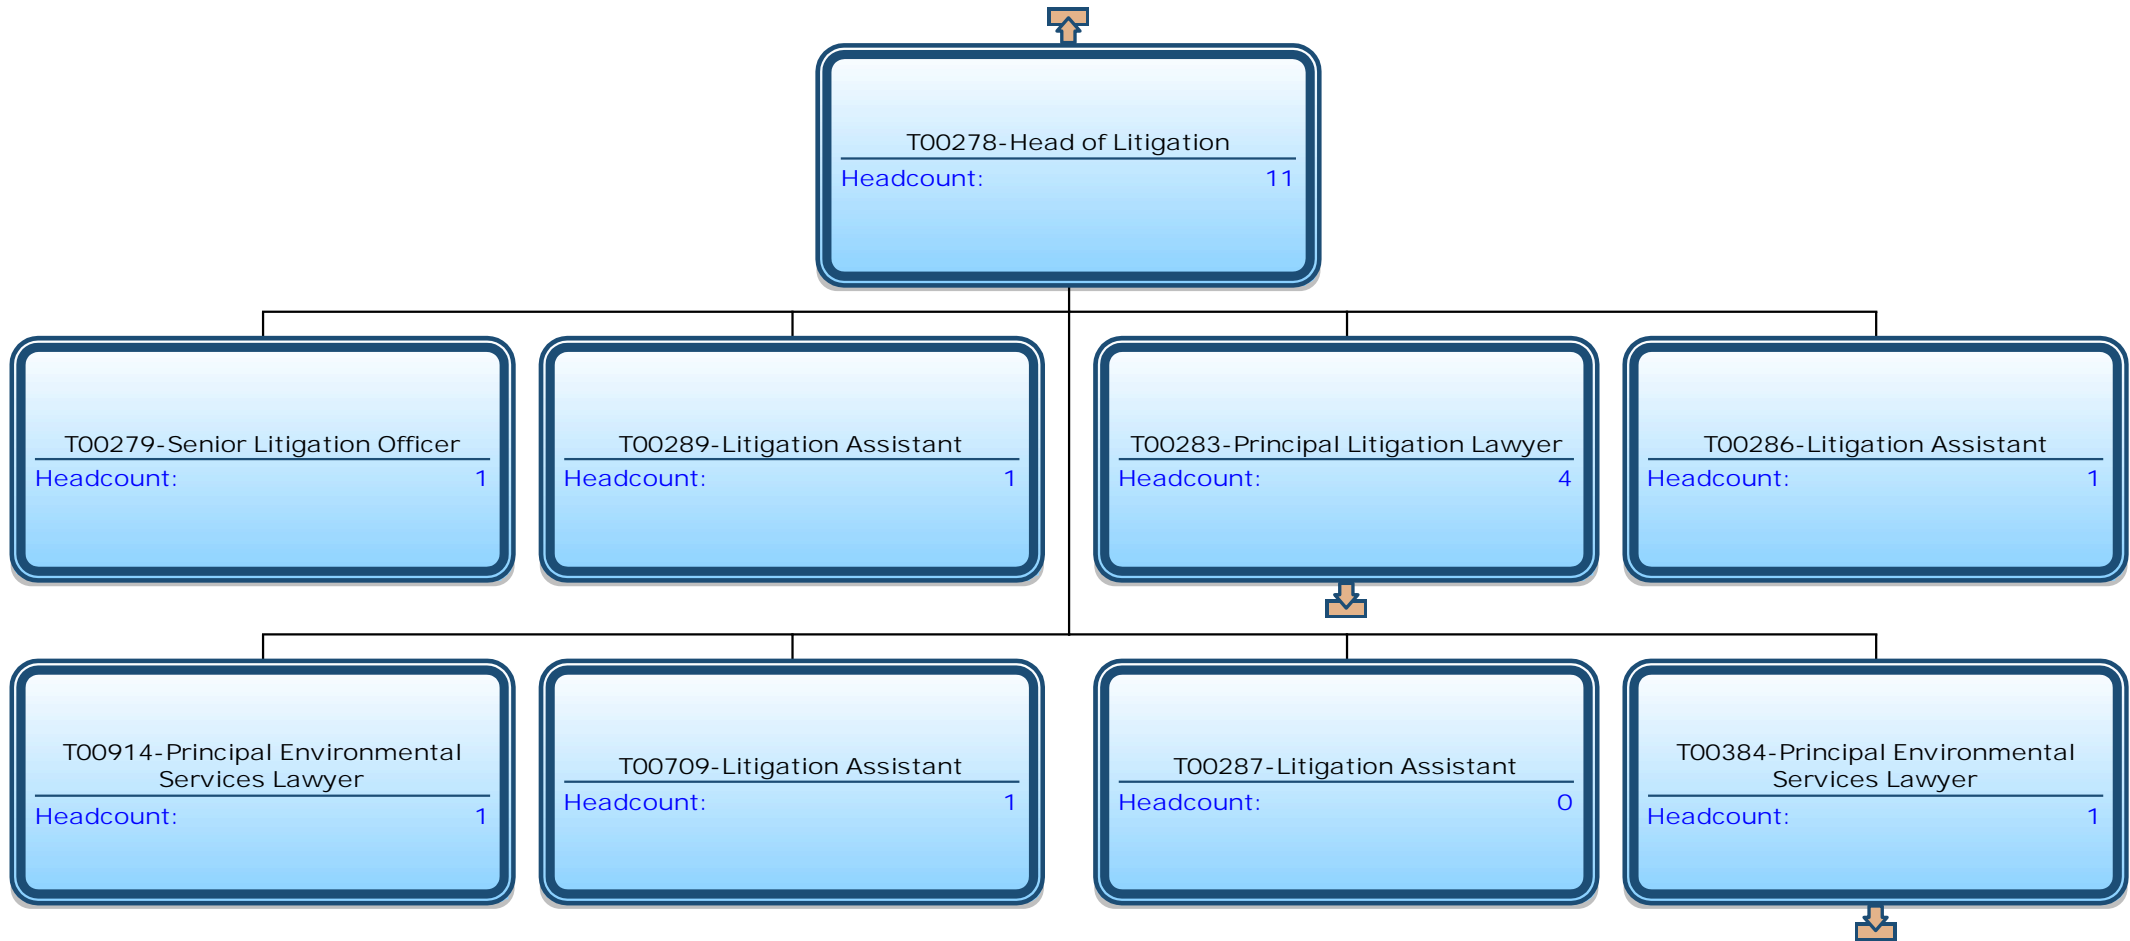 T00278-Head of Litigation
Headcount: 11
T00279-Senior Litigation Officer
Headcount: 1
T00289-Litigation Assistant
Headcount: 1
T00283-Principal Litigation Lawyer
Headcount: 4
T00286-Litigation Assistant
Headcount: 1
T00914-Principal Environmental
Services Lawyer
Headcount: 1
T00709-Litigation Assistant
Headcount: 1
T00287-Litigation Assistant
Headcount: 0
T00384-Principal Environmental
Services Lawyer
Headcount: 1